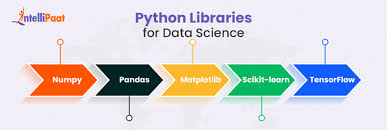 intelliPaat
Python Libraries
for Data Science
Numpy
Pandas
Matplotlib
Scikit-learn
TensorFlow